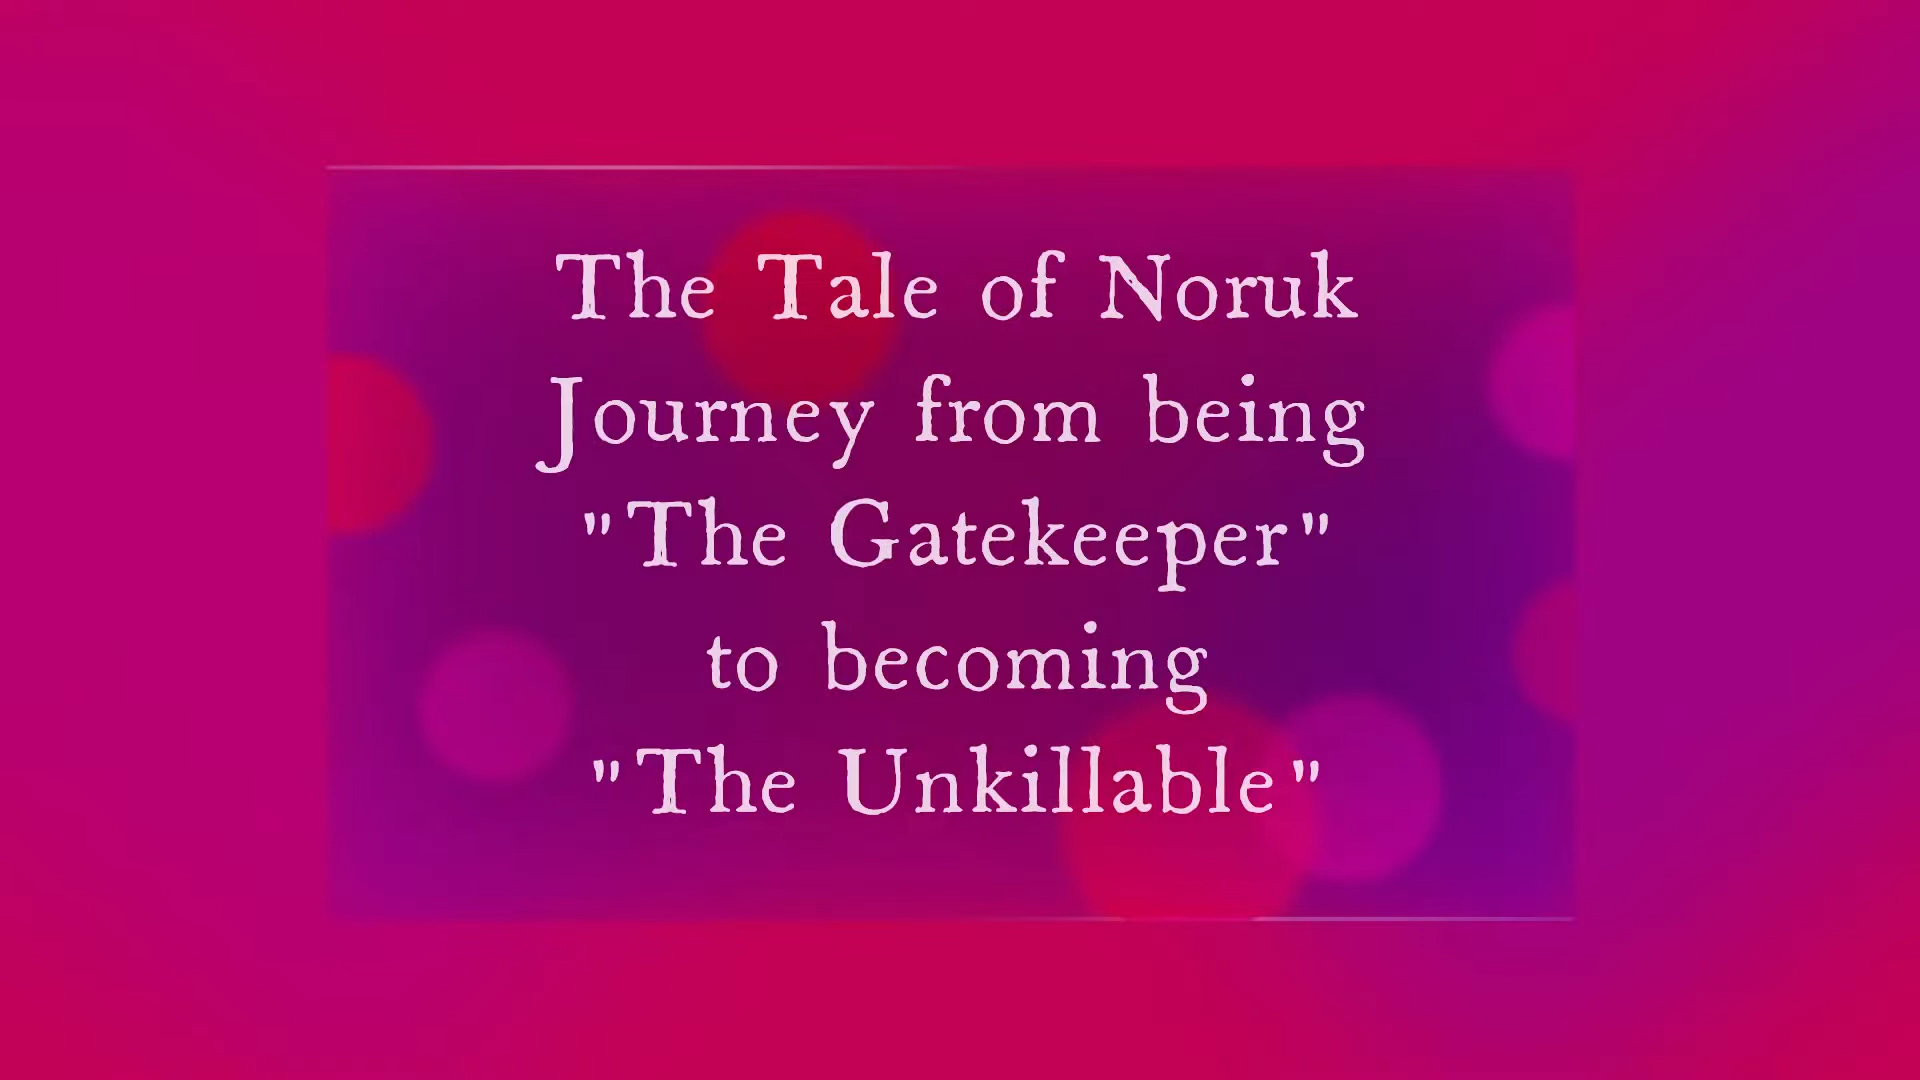 The Tale of Noruk
Journey from being
"The Gatekeeper"
to becoming
"The Unkillable"